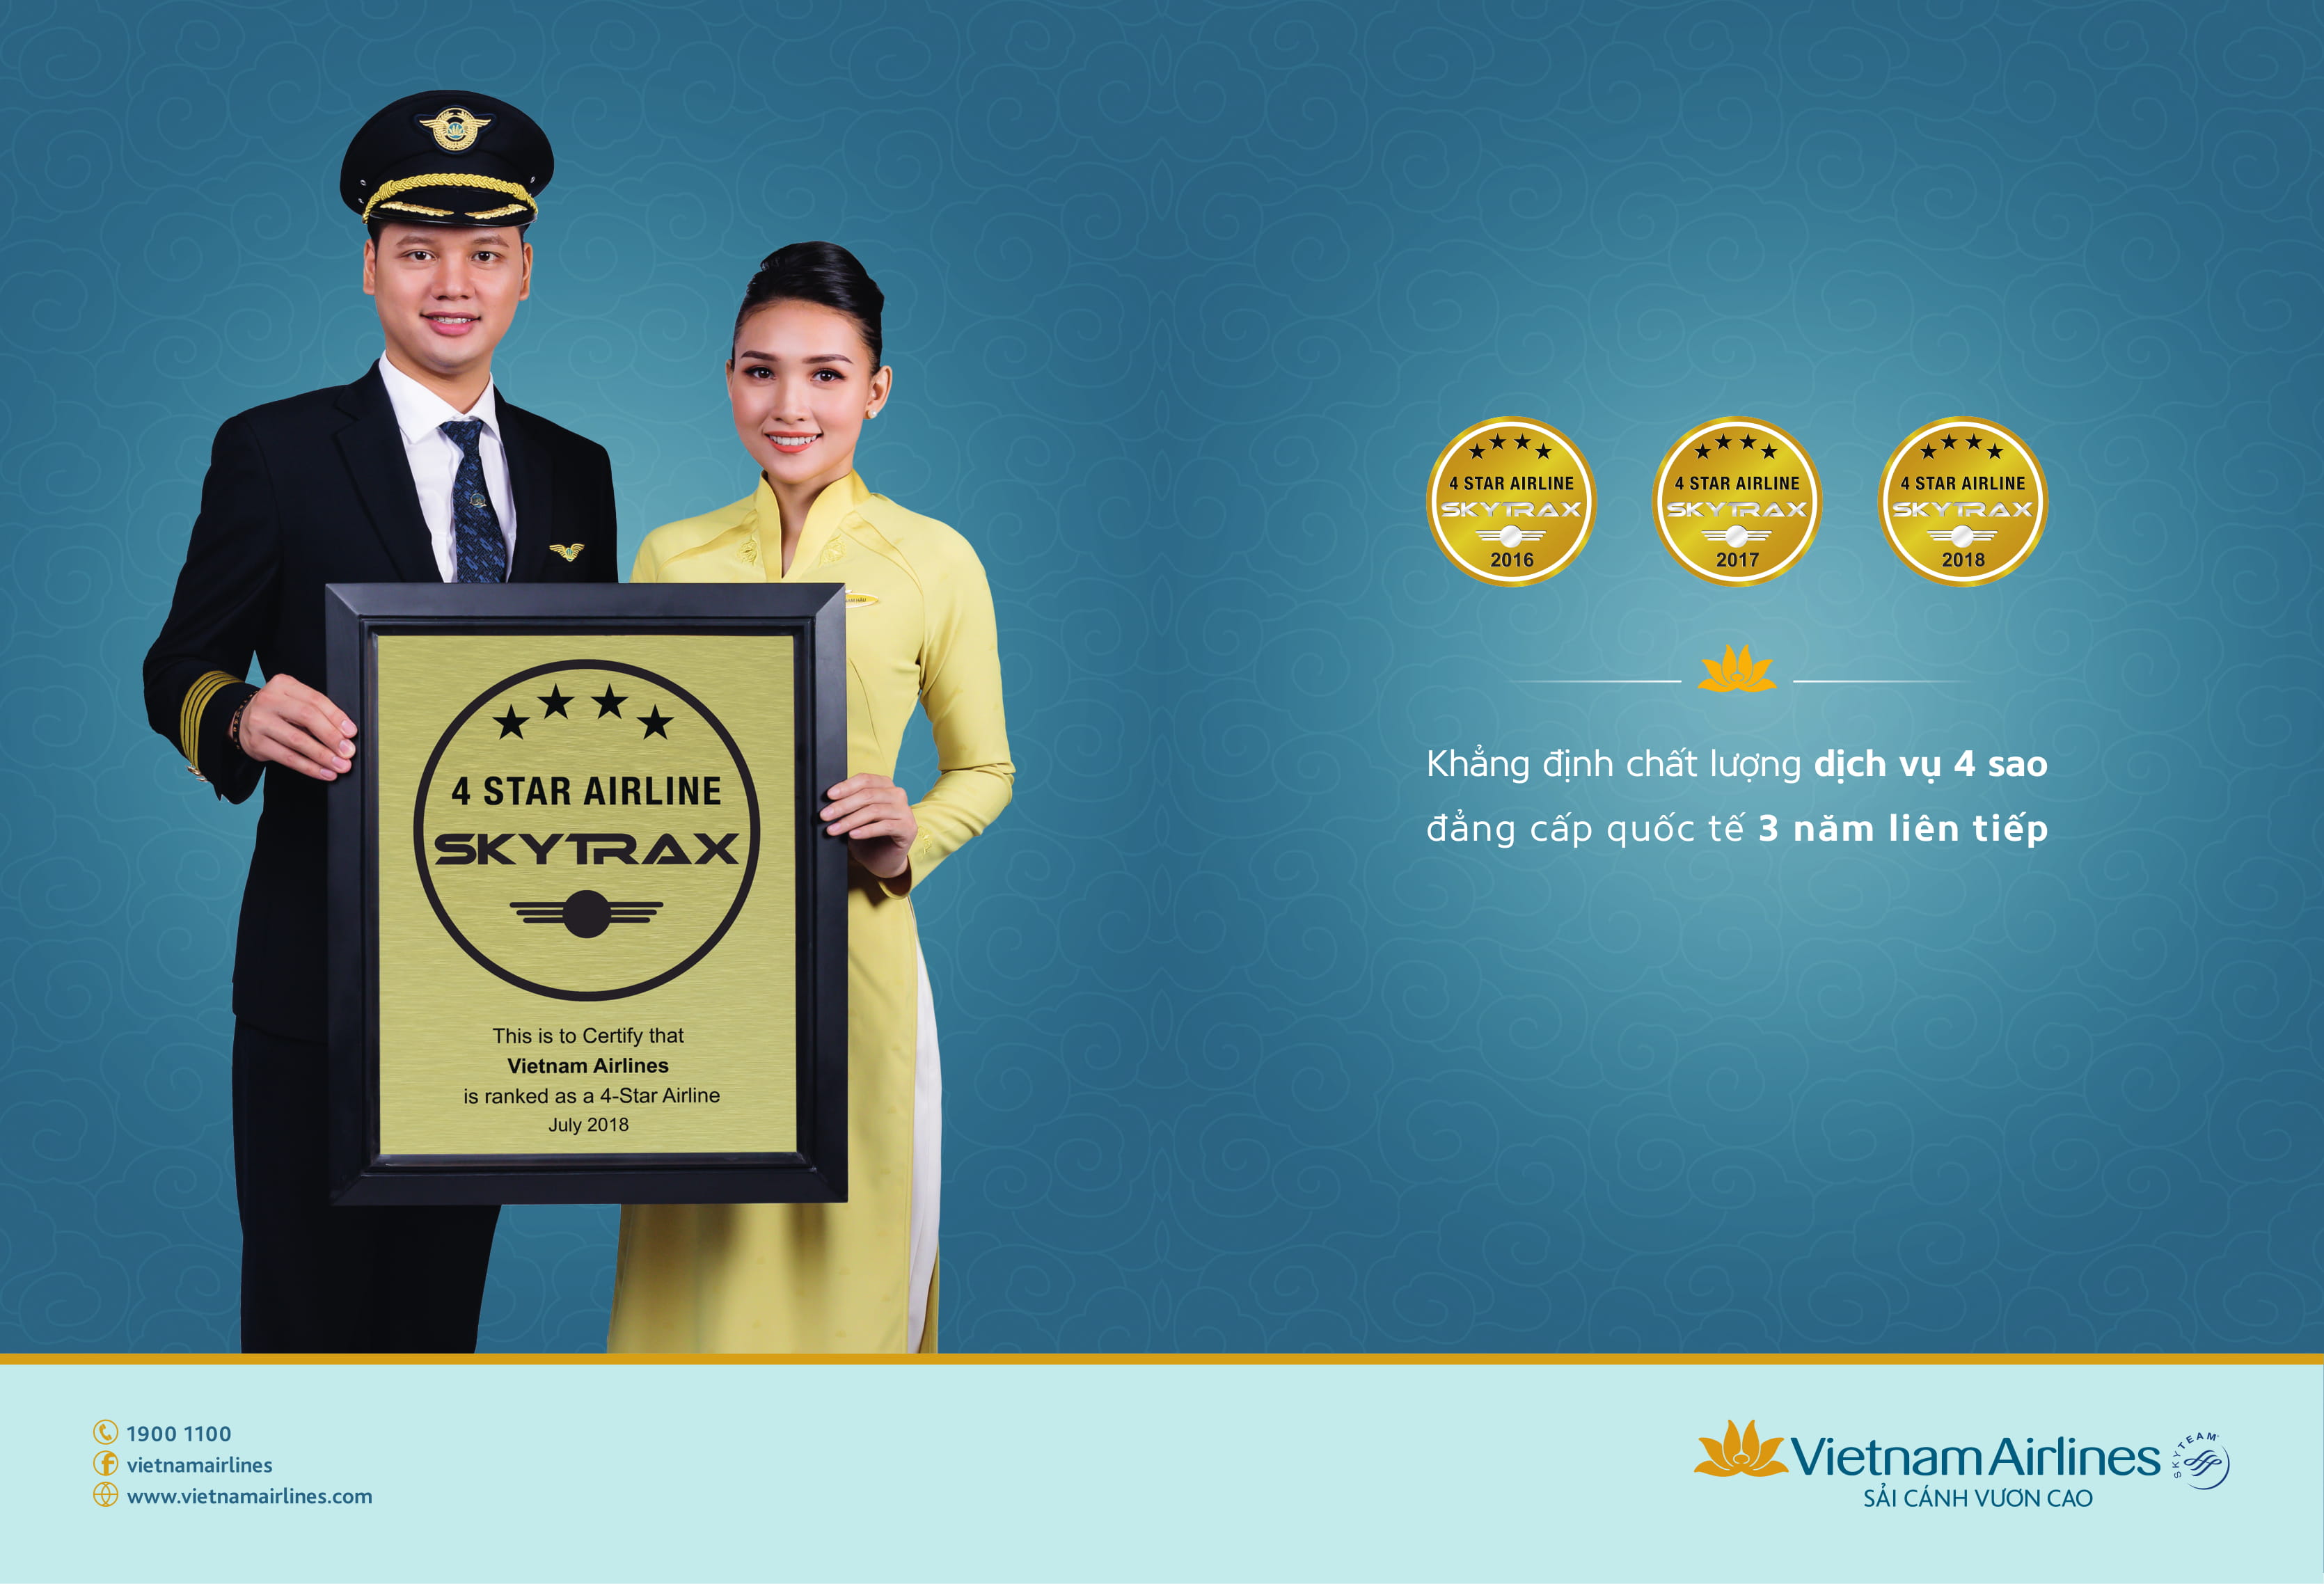 4 STAR AIRLINE
SKYTRAX
This is to Certify that
Vietnam Airlines
is ranked as a 4-Star Airline
July 2018
4 STAR AIRLINE
SKYTRAX
2016
4 STAR AIRLINE
SKYTRAX
2017
4 STAR AIRLINE
SKYTRAX
2018
Khẳng định chất lượng dịch vụ 4 sao
đẳng cấp quốc tế 3 năm liên tiếp
1900 1100
vietnamairlines
www.vietnamairlines.com
Vietnam Airlines
SKYTEAM
SẢI CÁNH VƯƠN CAO